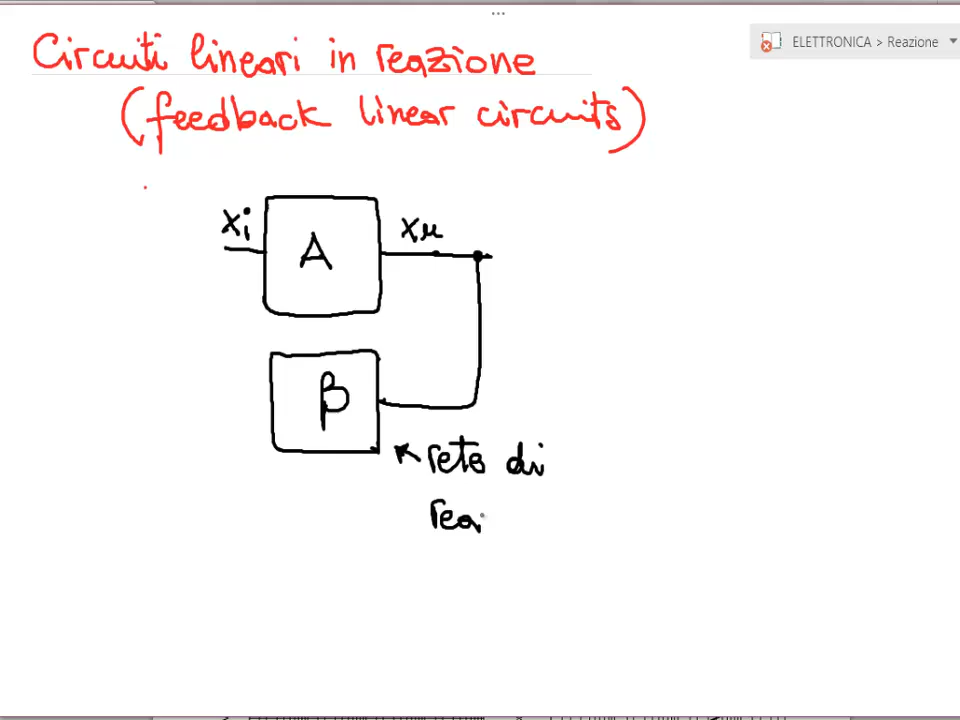 ELETTRONICA > Reazione
Circuiti lineari in reazione
(feedback linear circuits)
xi
A
xu
β
rete di
rea